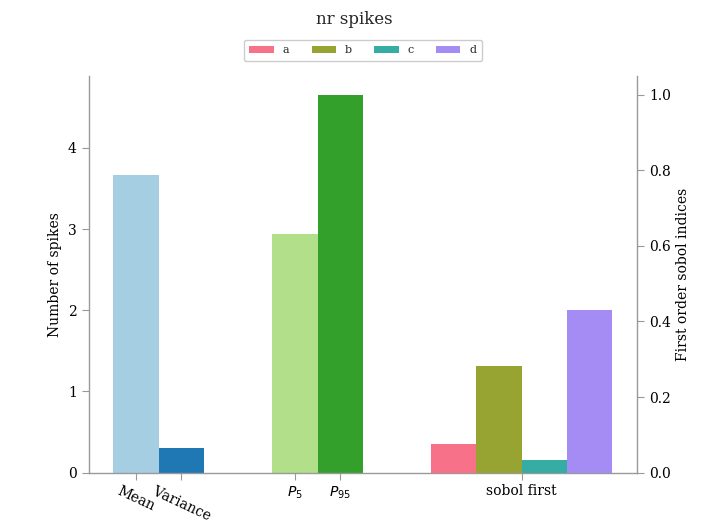 nr spikes
a b c d
4
3
2
1
0
Number of spikes
1.0
0.8
0.6
0.4
0.2
0.0
First order sobol indices
Mean Variance P5 P95 sobol first